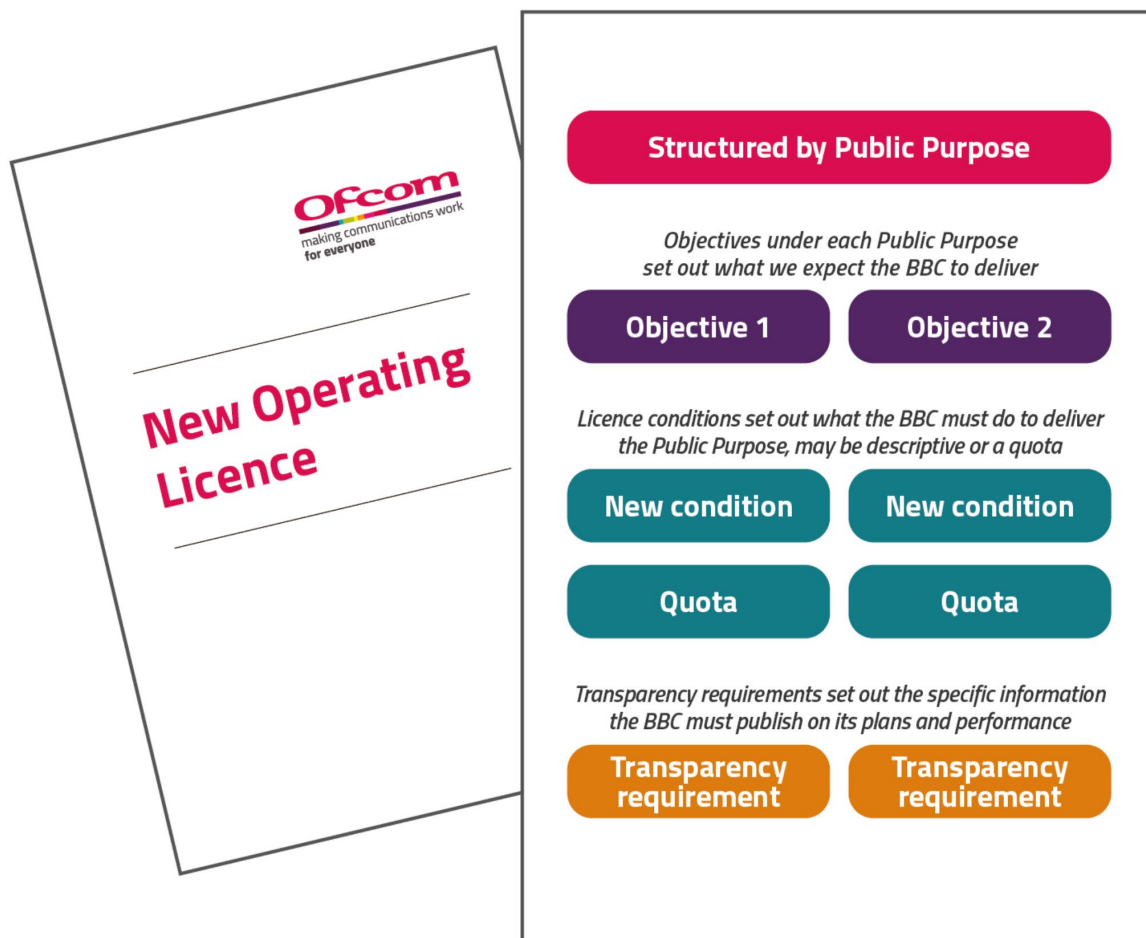 Ofcom
making communications work
for everyone
New Operating
Licence
Structured by Public Purpose
Objectives under each Public Purpose
set out what we expect the BBC to deliver
Objective 1
Objective 2
Licence conditions set out what the BBC must do to deliver
the Public Purpose, may be descriptive or a quota
New condition
New condition
Quota
Quota
Transparency requirements set out the specific information
the BBC must publish on its plans and performance
Transparency
requirement
Transparency
requirement